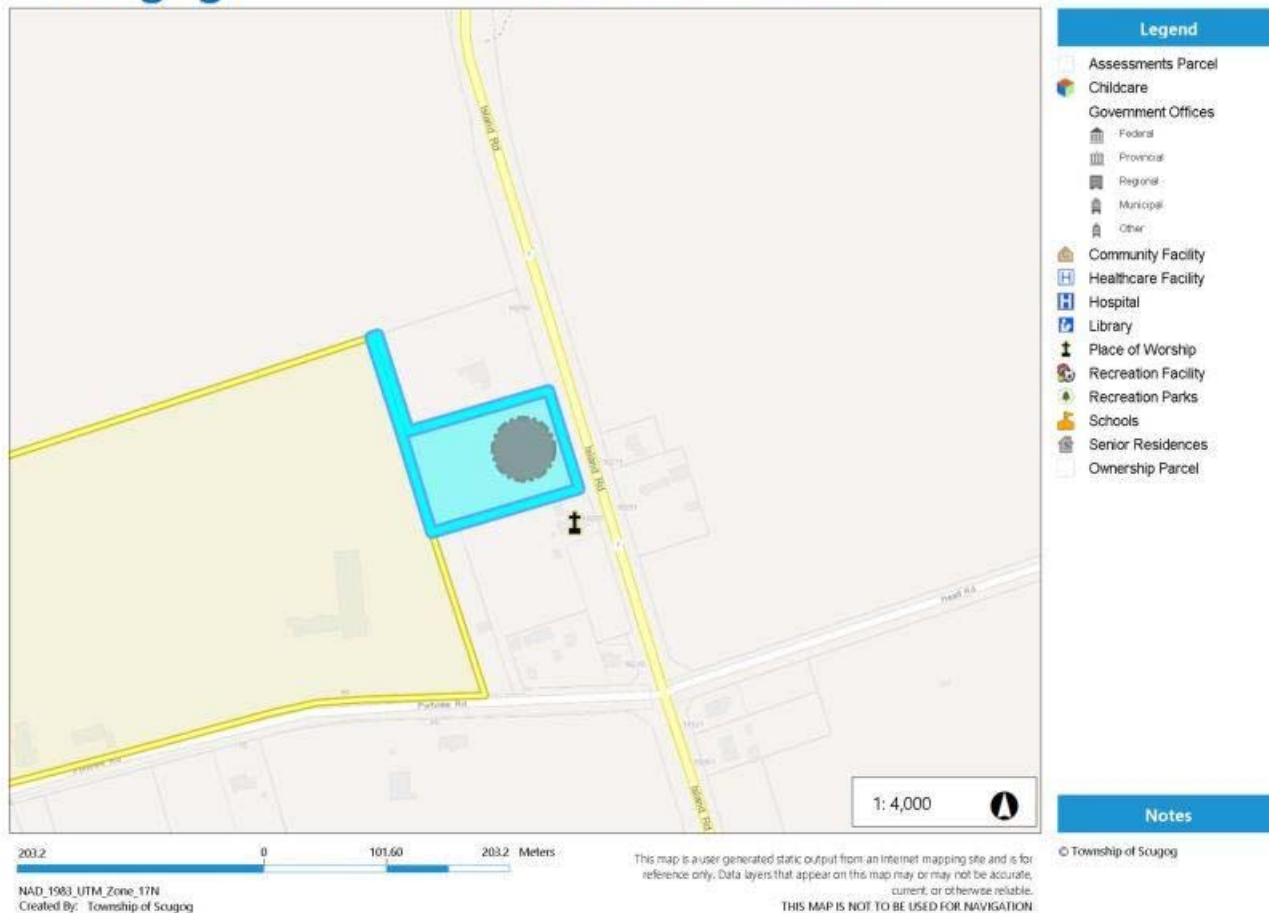 Legend
Assessments Parcel
Childcare
Government Offices
Federal
Provincial
Regional
Municipal
Other
Community Facility
Healthcare Facility
Hospital
Library
Place of Worship
Recreation Facility
Recreation Parks
Schools
Senior Residences
Ownership Parcel
Island Rd
Island Rd
Head Rd
Island Rd
1: 4,000
Notes
© Township of Scugog
203.2 0 101.60 203.2 Meters
NAD_1983_UTM_Zone_17N
Created By: Township of Scugog
This map is a user generated static output from an Internet mapping site and is for
reference only. Data layers that appear on this map may or may not be accurate,
current, or otherwise reliable.
THIS MAP IS NOT TO BE USED FOR NAVIGATION